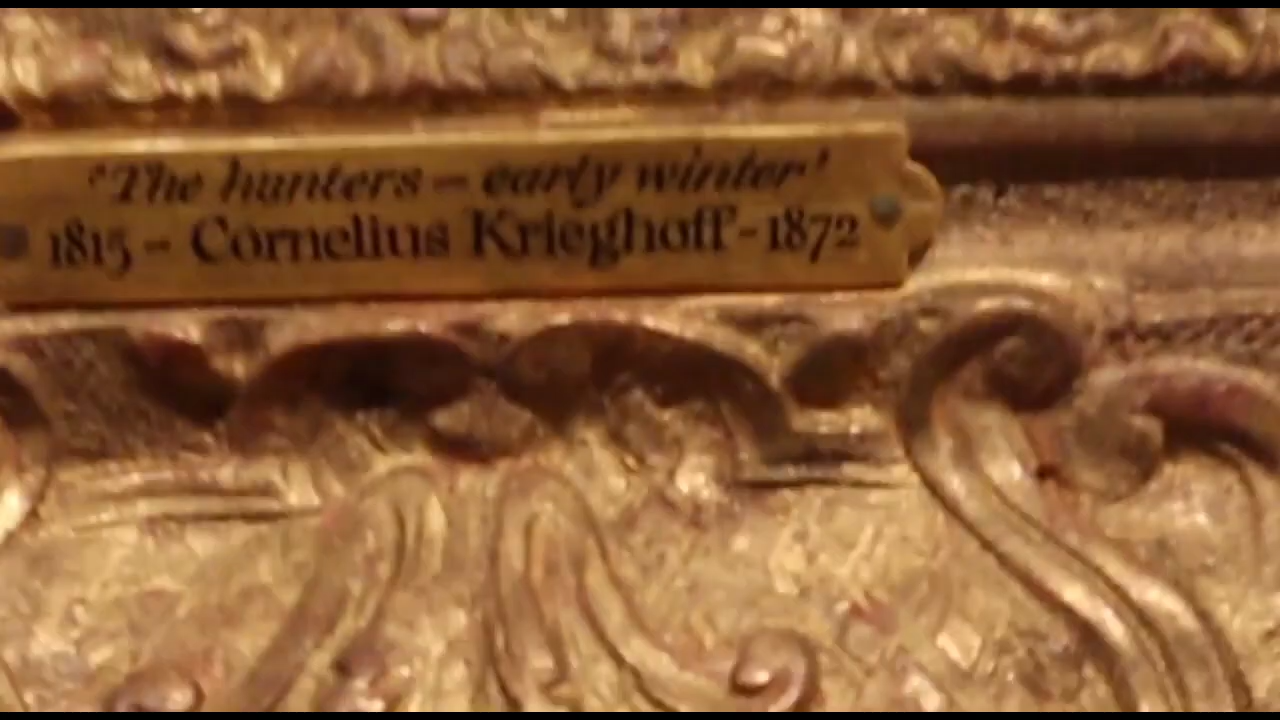 ‘The hunters – early winter’
1815 – Cornelius Krieghoff - 1872